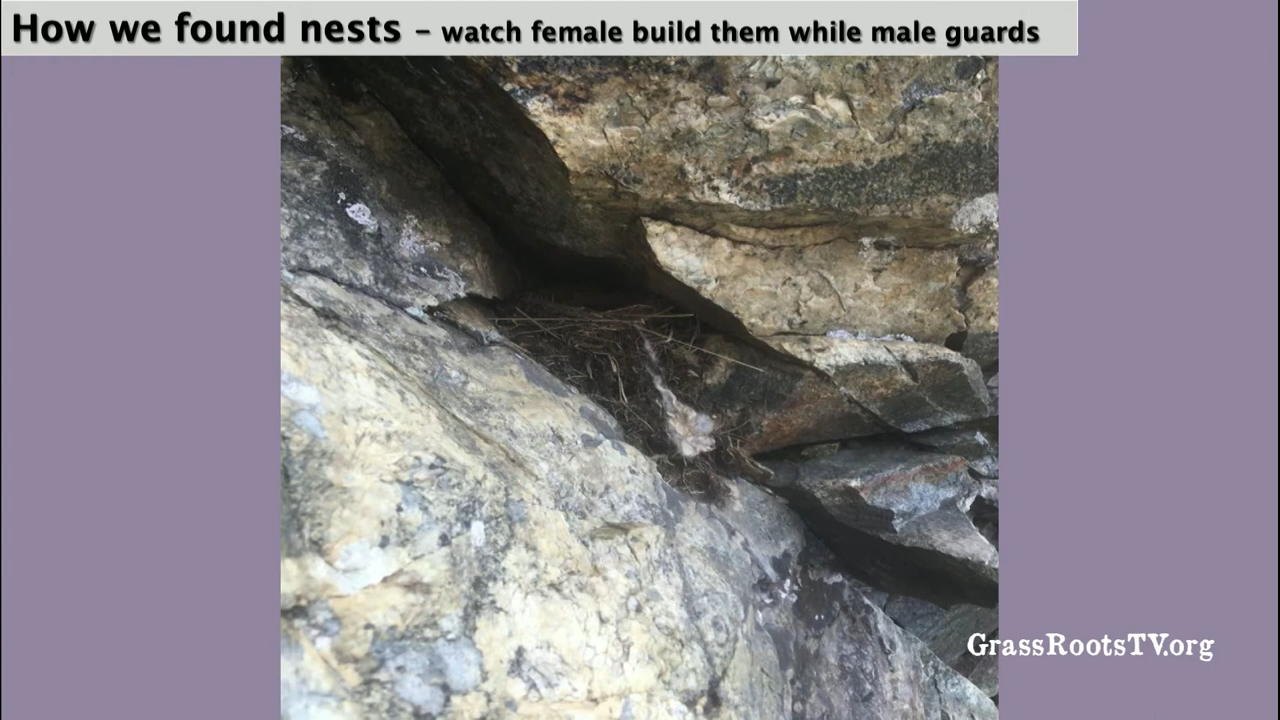 How we found nests – watch female build them while male guards
GrassRootsTV.org